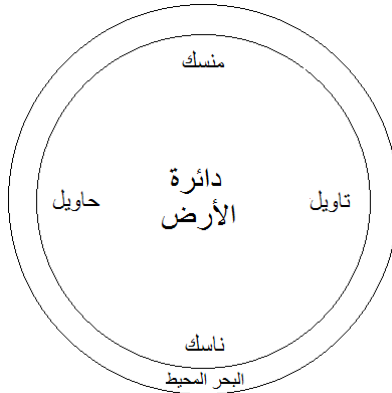 منسك
دائرة
الأرض
تاويل
حاويل
ناسك
البحر المحيط